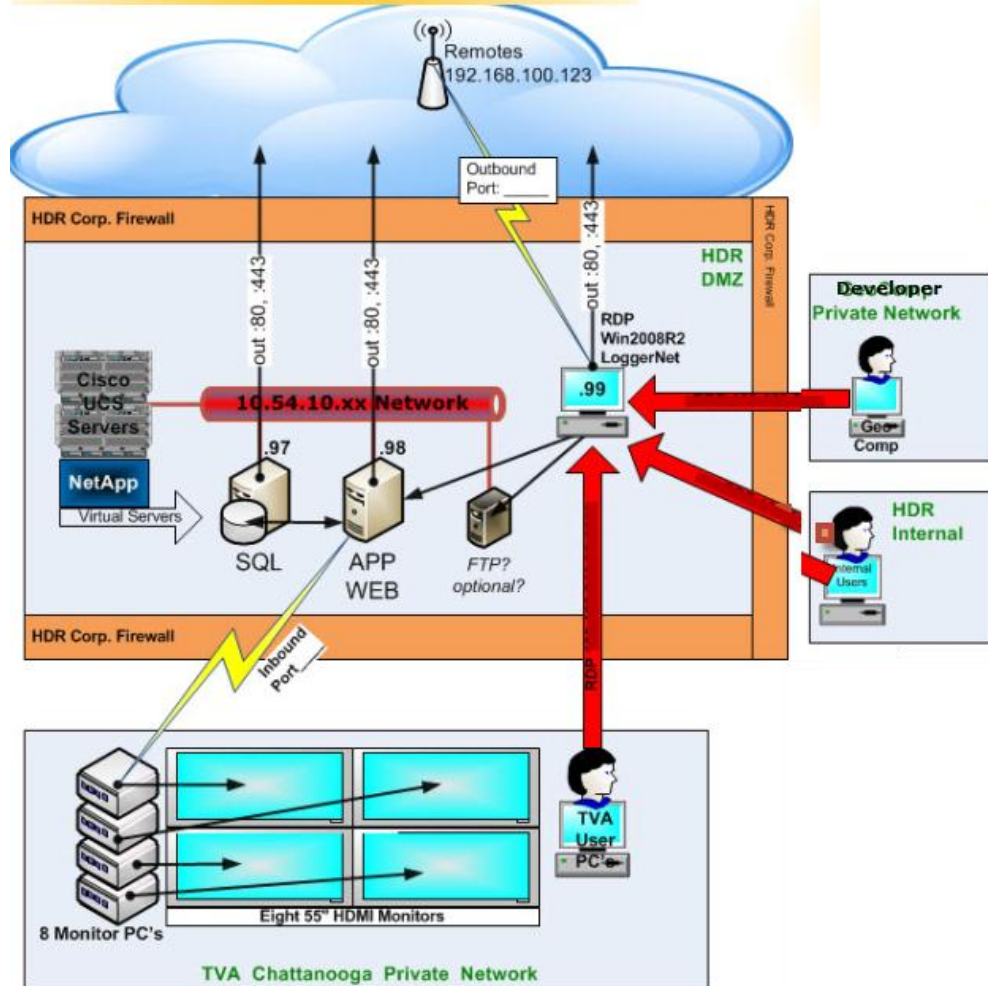 Remotes
192.168.100.123
Outbound
Port: _____
HDR Corp. Firewall
HDR Corp. Firewall
HDR
DMZ
out :80, :443
out :80, :443
out :80, :443
RDP
Win2008R2
LoggerNet
.99
Developer
Private Network
Geo
Comp
Cisco
UCS
Servers
NetApp
Virtual Servers
10.54.10.xx Network
.97
.98
SQL
APP
WEB
FTP?
optional?
HDR
Internal
Internal
Users
HDR Corp. Firewall
Inbound
Port___
RDP
TVA
User
PC's
Eight 55" HDMI Monitors
8 Monitor PC's
TVA Chattanooga Private Network